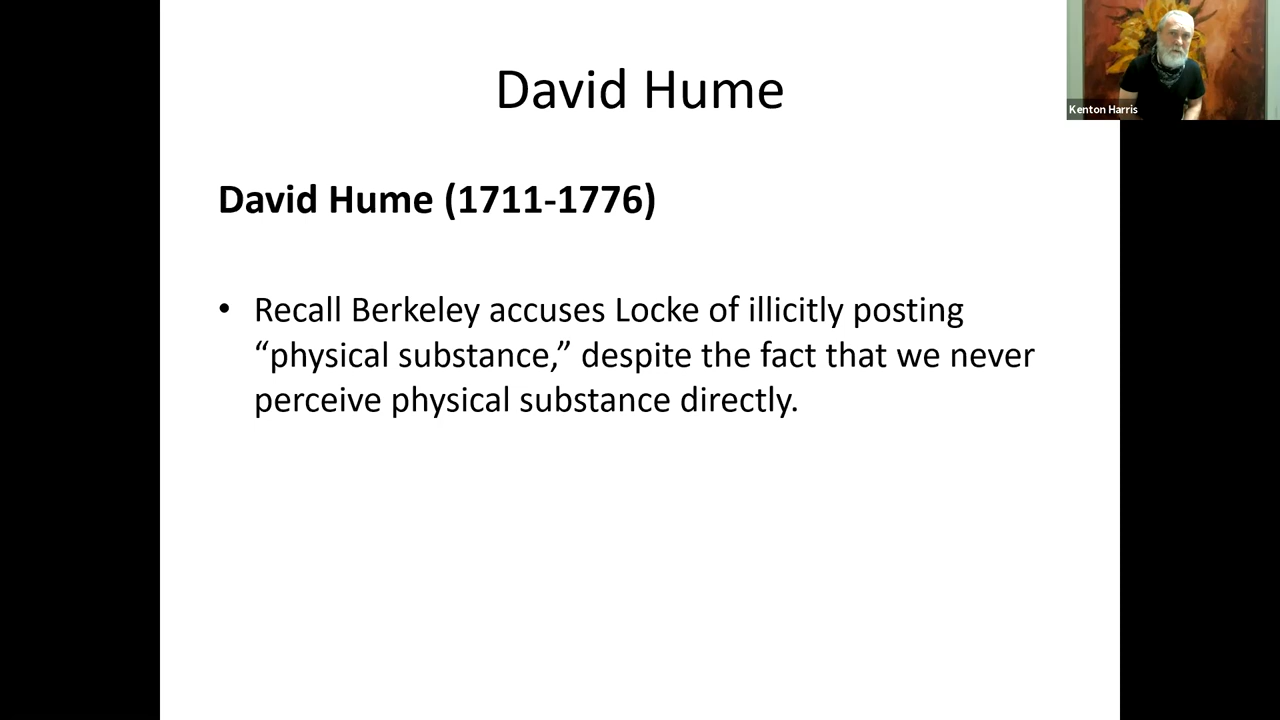 David Hume
Kenton Harris
David Hume (1711-1776)
• Recall Berkeley accuses Locke of illicitly posting
“physical substance,” despite the fact that we never
perceive physical substance directly.